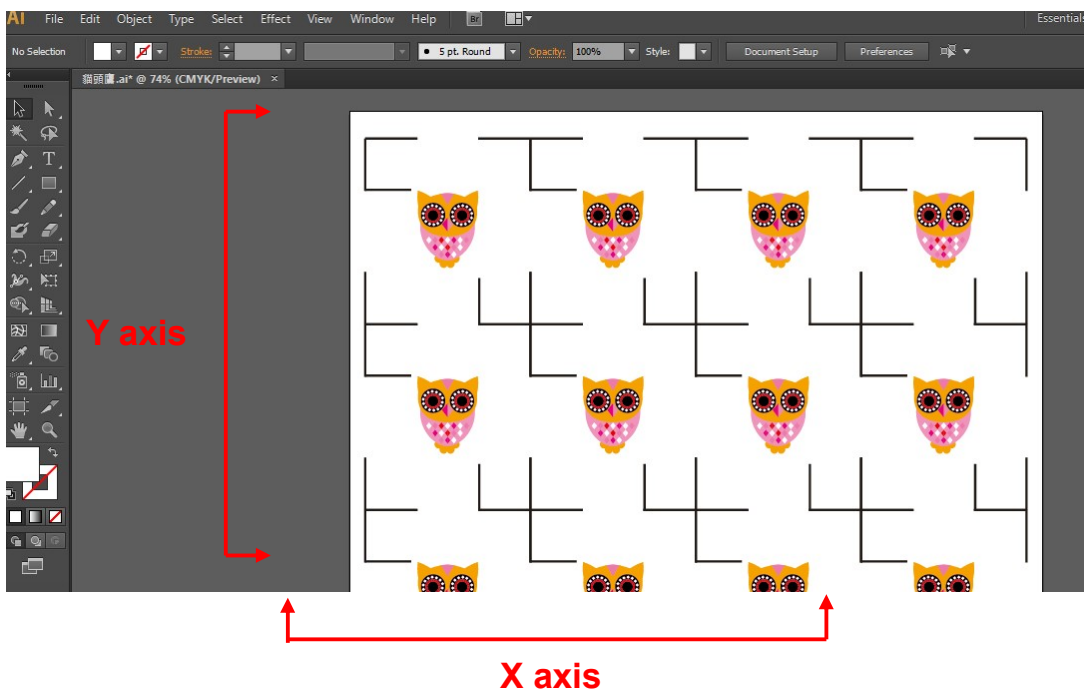 Ai File Edit Object Type Select Effect View Window Help Br Essentials
No Selection Stroke: 5 pt. Round Opacity: 100% Style: Document Setup Preferences
貓頭鷹.ai* @ 74% (CMYK/Preview) ×
T
Y axis
X axis